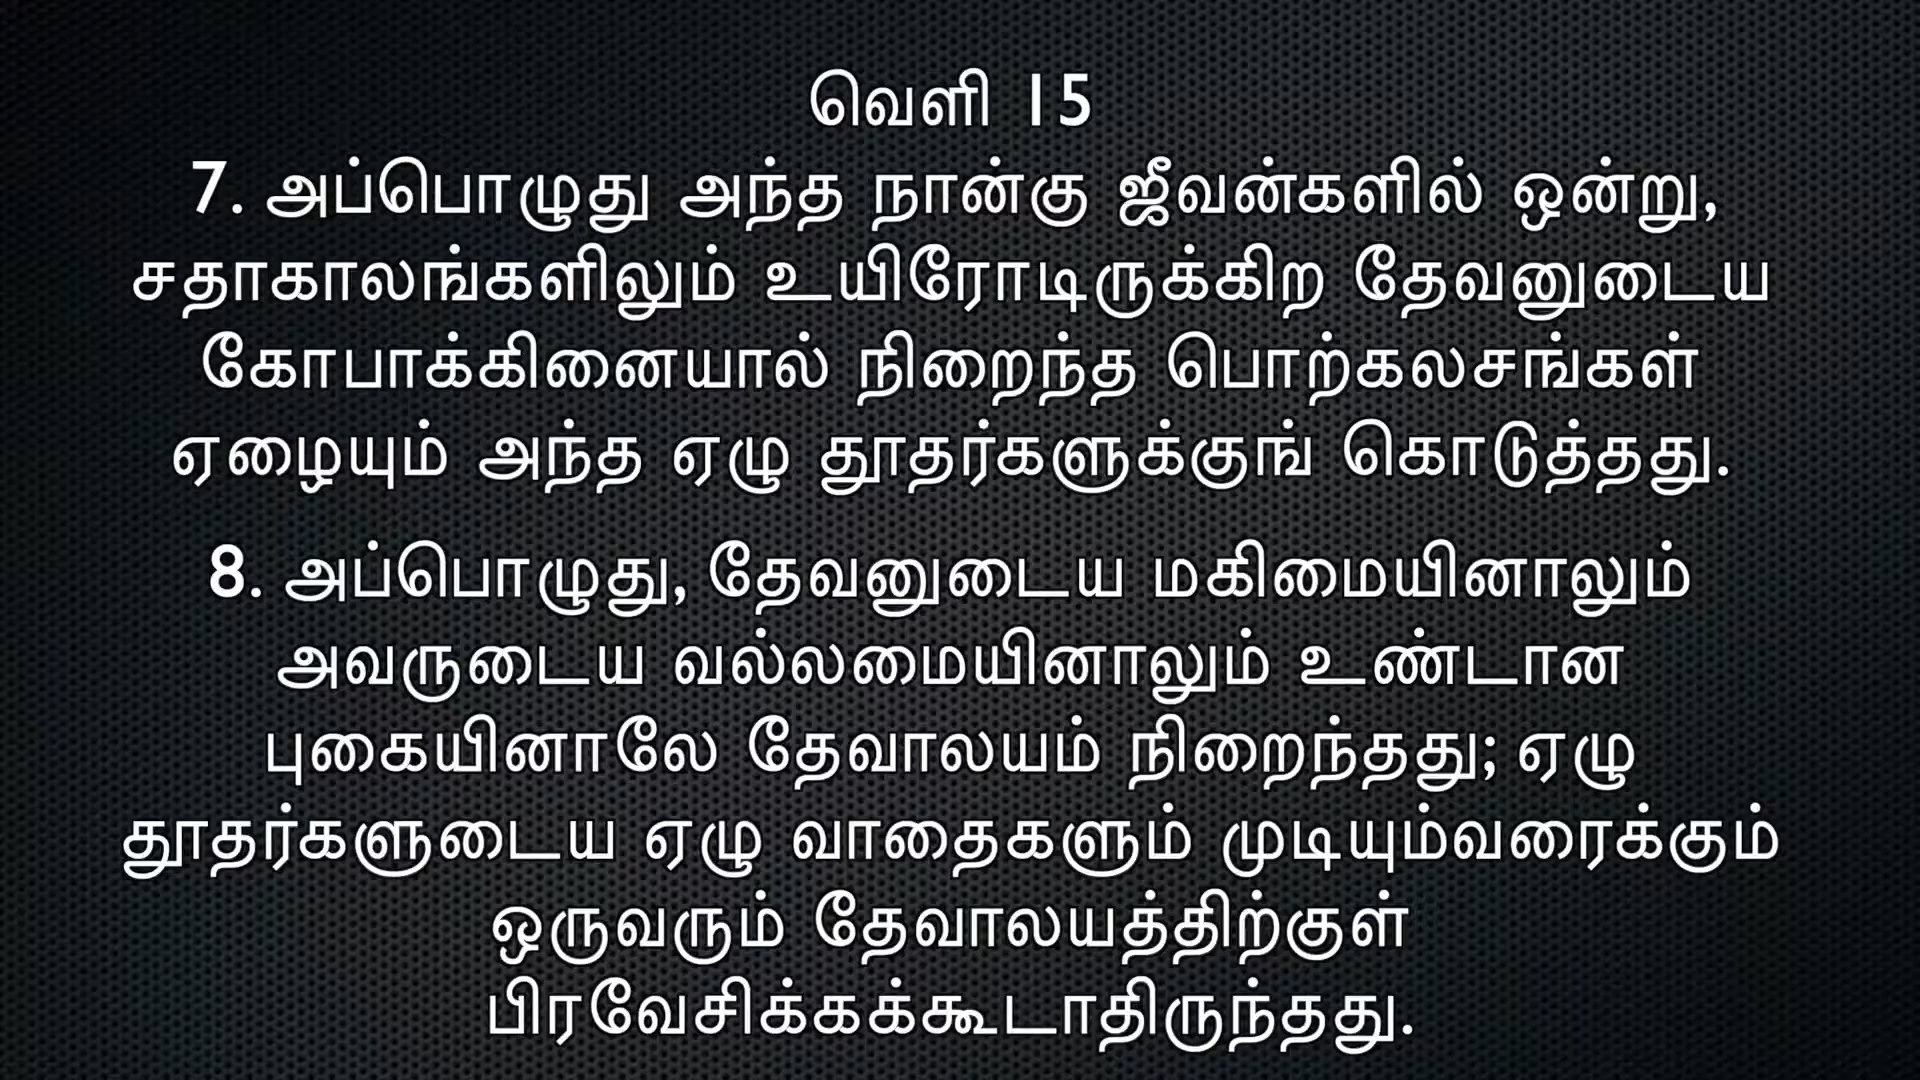 வெளி 15
7. அப்பொழுது அந்த நான்கு ஜீவன்களில் ஒன்று,
சதாகாலங்களிலும் உயிரோடிருக்கிற தேவனுடைய
கோபாக்கினையால் நிறைந்த பொற்கலசங்கள்
ஏழையும் அந்த ஏழு தூதர்களுக்குங் கொடுத்தது.
8. அப்பொழுது, தேவனுடைய மகிமையினாலும்
அவருடைய வல்லமையினாலும் உண்டான
புகையினாலே தேவாலயம் நிறைந்தது; ஏழு
தூதர்களுடைய ஏழு வாதைகளும் முடியும்வரைக்கும்
ஒருவரும் தேவாலயத்திற்குள்
பிரவேசிக்கக்கூடாதிருந்தது.